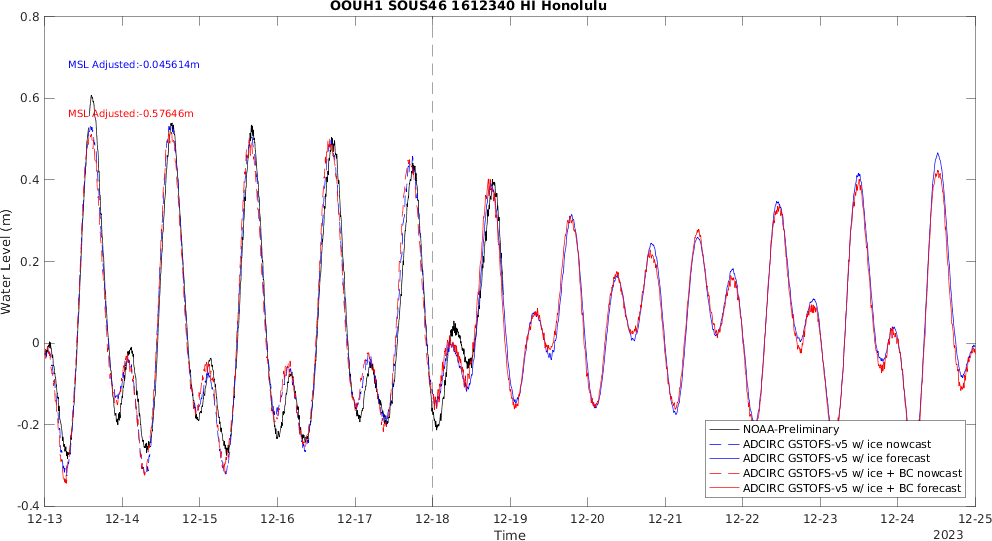 OOUH1 SOUS46 1612340 HI Honolulu
0.8
0.6
0.4
0.2
0
-0.2
-0.4
Water Level (m)
MSL Adjusted:-0.045614m
MSL Adjusted:-0.57646m
NOAA-Preliminary
ADCIRC GSTOFS-v5 w/ ice nowcast
ADCIRC GSTOFS-v5 w/ ice forecast
ADCIRC GSTOFS-v5 w/ ice + BC nowcast
ADCIRC GSTOFS-v5 w/ ice + BC forecast
12-13 12-14 12-15 12-16 12-17 12-18 12-19 12-20 12-21 12-22 12-23 12-24 12-25
Time
2023